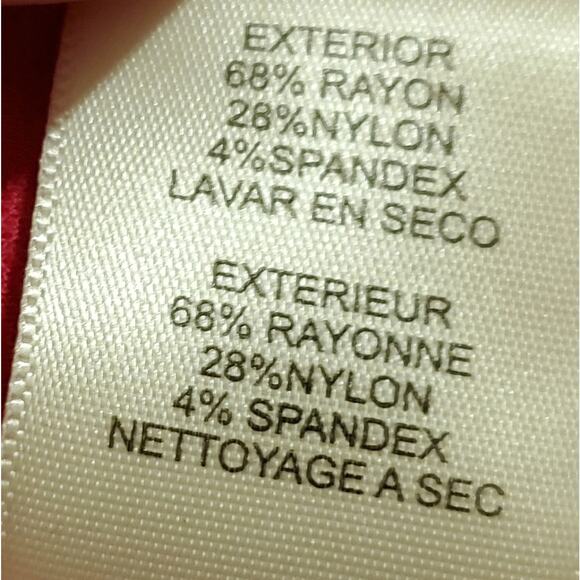 EXTERIOR
68% RAYON
28%NYLON
4%SPANDEX
LAVAR EN SECO
EXTERIEUR
68% RAYONNE
28%NYLON
4% SPANDEX
NETTOYAGE A SEC